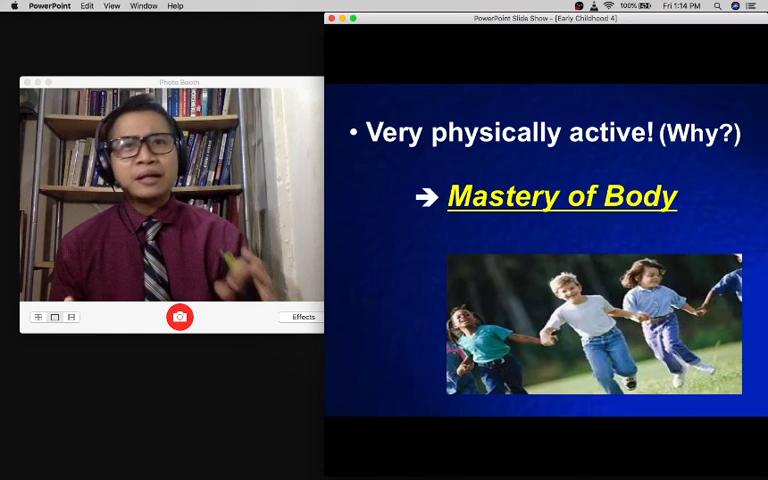 PowerPoint Edit View Window Help
100% Fri 1:14 PM
PowerPoint Slide Show - [Early Childhood 4]
Photo Booth
• Very physically active! (Why?)
➔ Mastery of Body
Effects